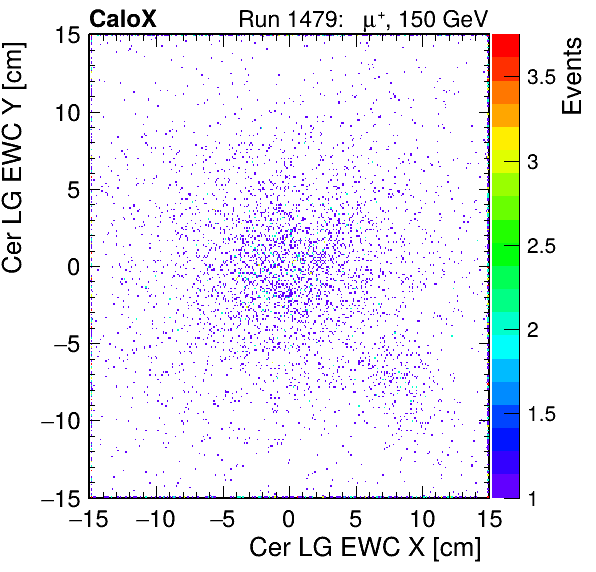 CaloX Run 1479: μ⁺, 150 GeV
Cer LG EWC Y [cm]
15
10
5
0
−5
−10
−15
−15 −10 −5 0 5 10 15
Cer LG EWC X [cm]
Events
3.5
3
2.5
2
1.5
1